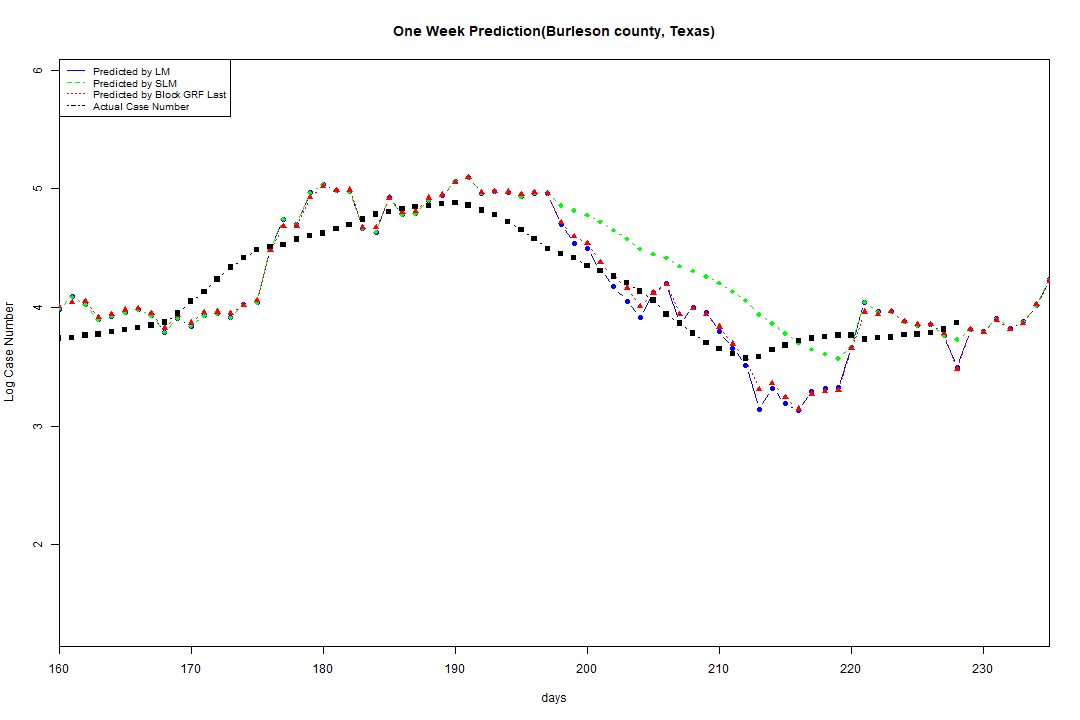 One Week Prediction(Burleson county, Texas)
Predicted by LM
Predicted by SLM
Predicted by Block GRF Last
Actual Case Number
6
5
4
3
2
Log Case Number
160 170 180 190 200 210 220 230
days